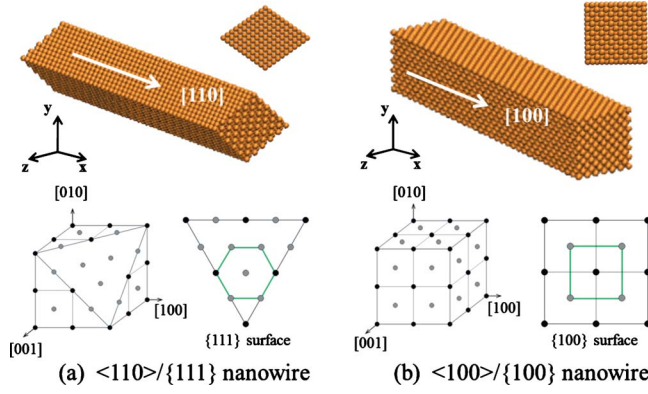 [110]
y
z
x
[100]
y
z
x
[010]
[100]
[001]
{111} surface
[010]
[100]
[001]
{100} surface
(a) <110>/{111} nanowire
(b) <100>/{100} nanowire